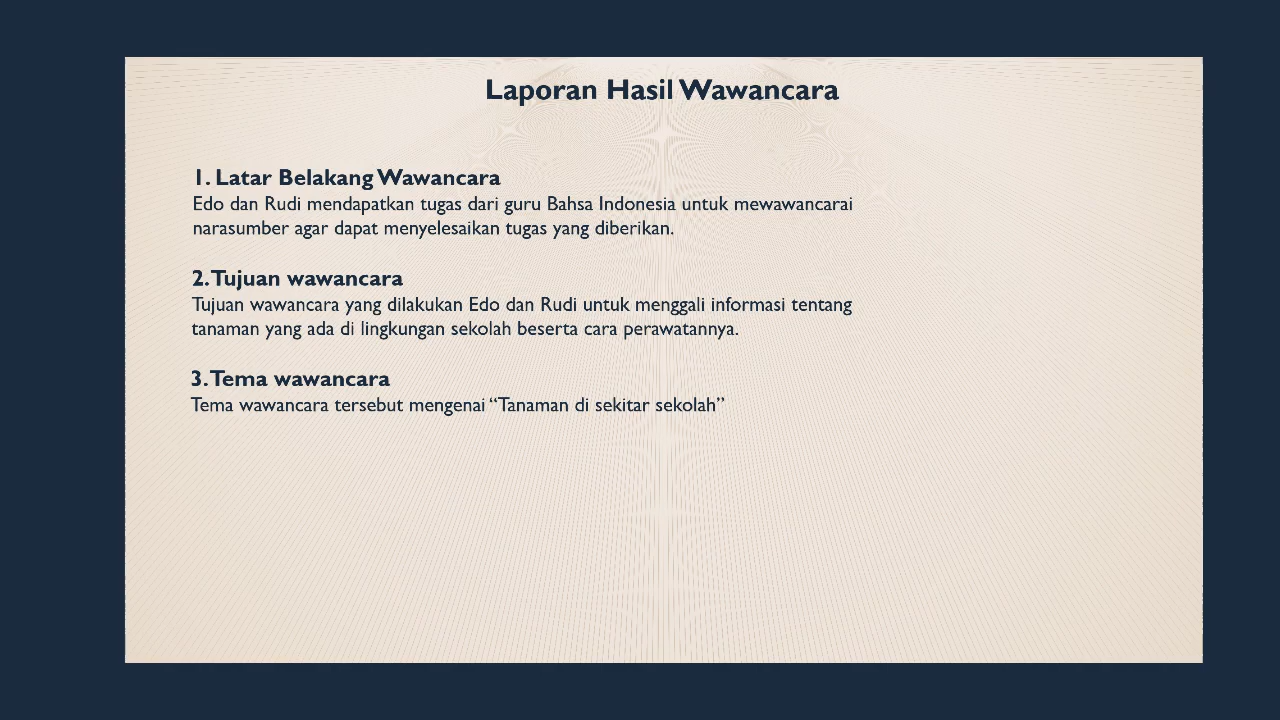 Laporan Hasil Wawancara
1. Latar Belakang Wawancara
Edo dan Rudi mendapatkan tugas dari guru Bahsa Indonesia untuk mewawancarai
narasumber agar dapat menyelesaikan tugas yang diberikan.
2. Tujuan wawancara
Tujuan wawancara yang dilakukan Edo dan Rudi untuk menggali informasi tentang
tanaman yang ada di lingkungan sekolah beserta cara perawatannya.
3. Tema wawancara
Tema wawancara tersebut mengenai “Tanaman di sekitar sekolah”